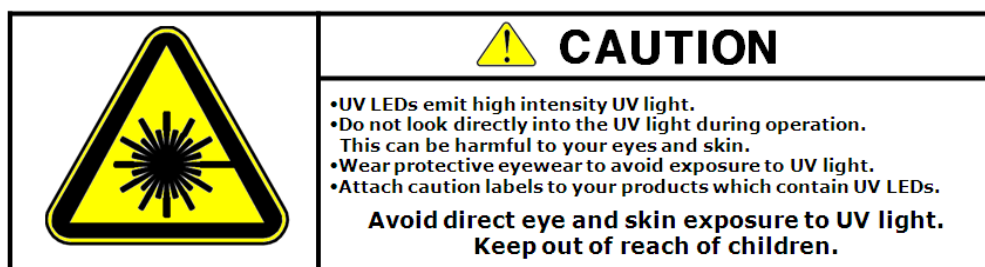 CAUTION
•UV LEDs emit high intensity UV light.
•Do not look directly into the UV light during operation.
This can be harmful to your eyes and skin.
•Wear protective eyewear to avoid exposure to UV light.
•Attach caution labels to your products which contain UV LEDs.
Avoid direct eye and skin exposure to UV light.
Keep out of reach of children.